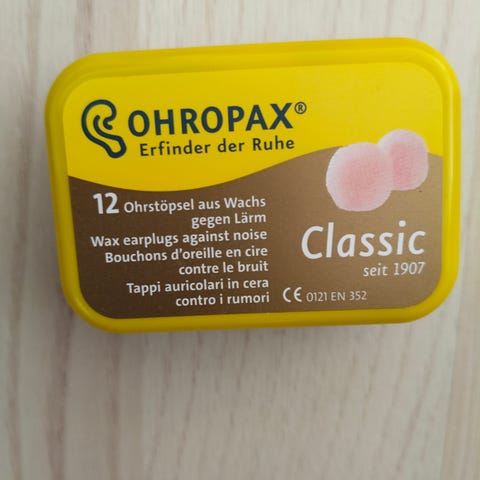 OHROPAX®
Erfinder der Ruhe
12 Ohrstöpsel aus Wachs
gegen Lärm
Wax earplugs against noise
Bouchons d'oreille en cire
contre le bruit
Tappi auricolari in cera
contro i rumori
Classic
seit 1907
CE 0121 EN 352